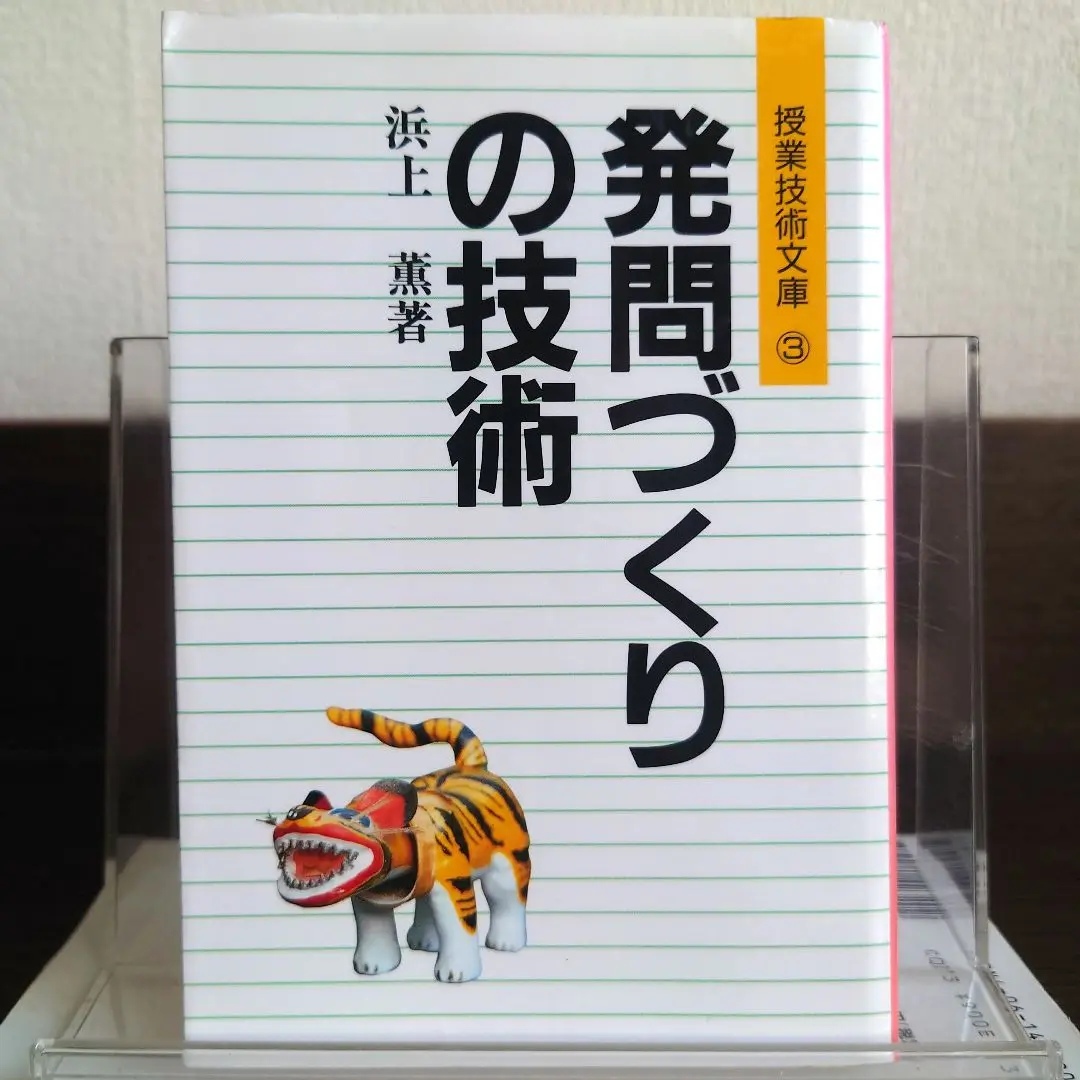 授業技術文庫 ③
発問づくり
の技術
浜上 薫著